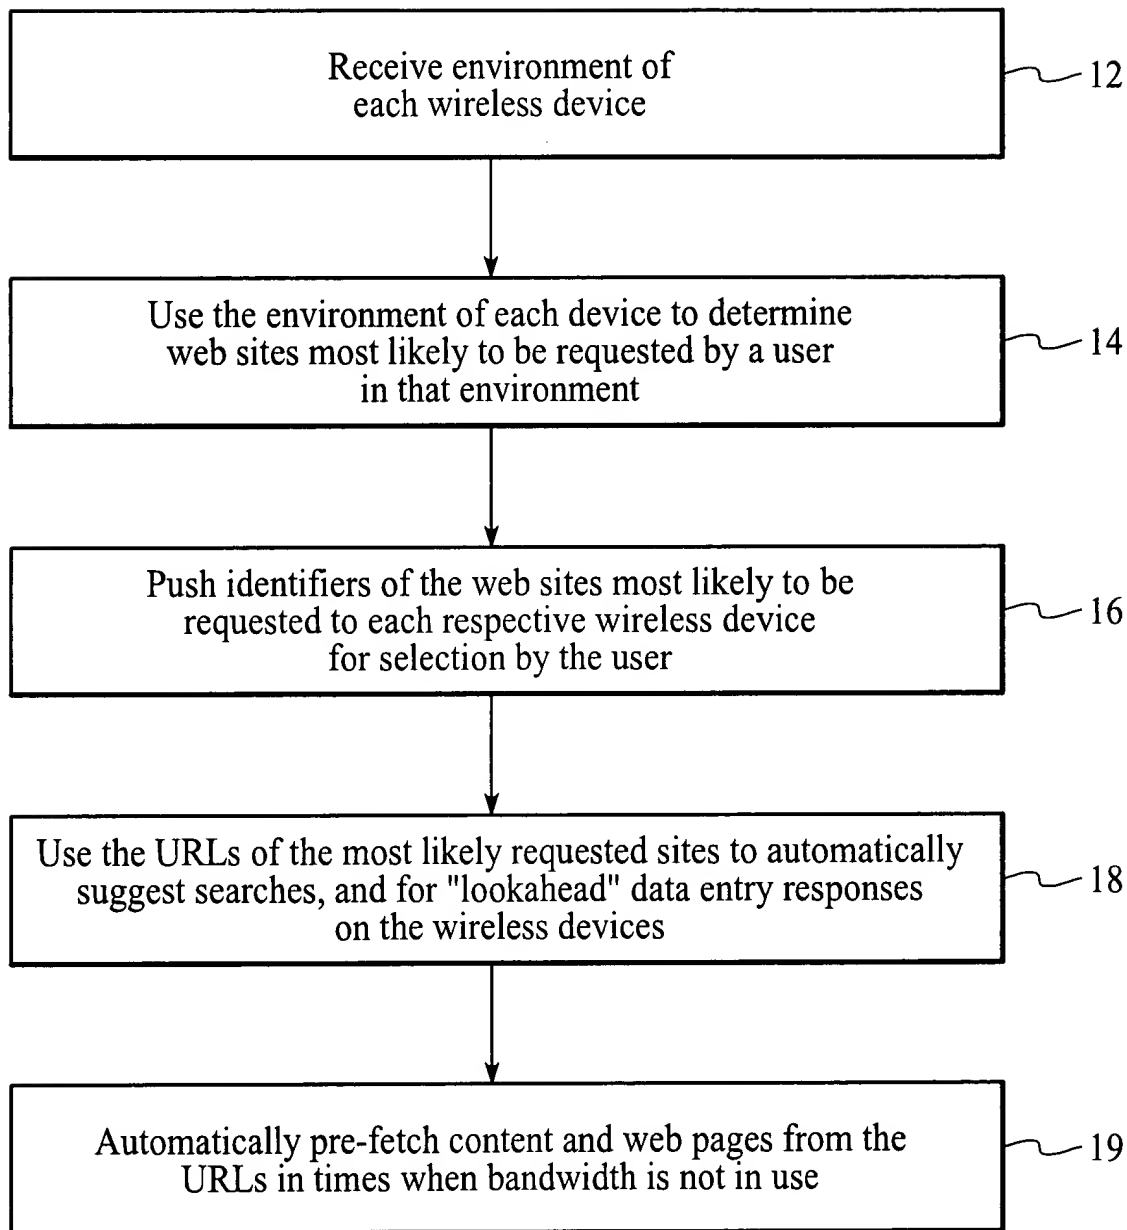 Receive environment of
each wireless device
12
Use the environment of each device to determine
web sites most likely to be requested by a user
in that environment
14
Push identifiers of the web sites most likely to be
requested to each respective wireless device
for selection by the user
16
Use the URLs of the most likely requested sites to automatically
suggest searches, and for "lookahead" data entry responses
on the wireless devices
18
Automatically pre-fetch content and web pages from the
URLs in times when bandwidth is not in use
19